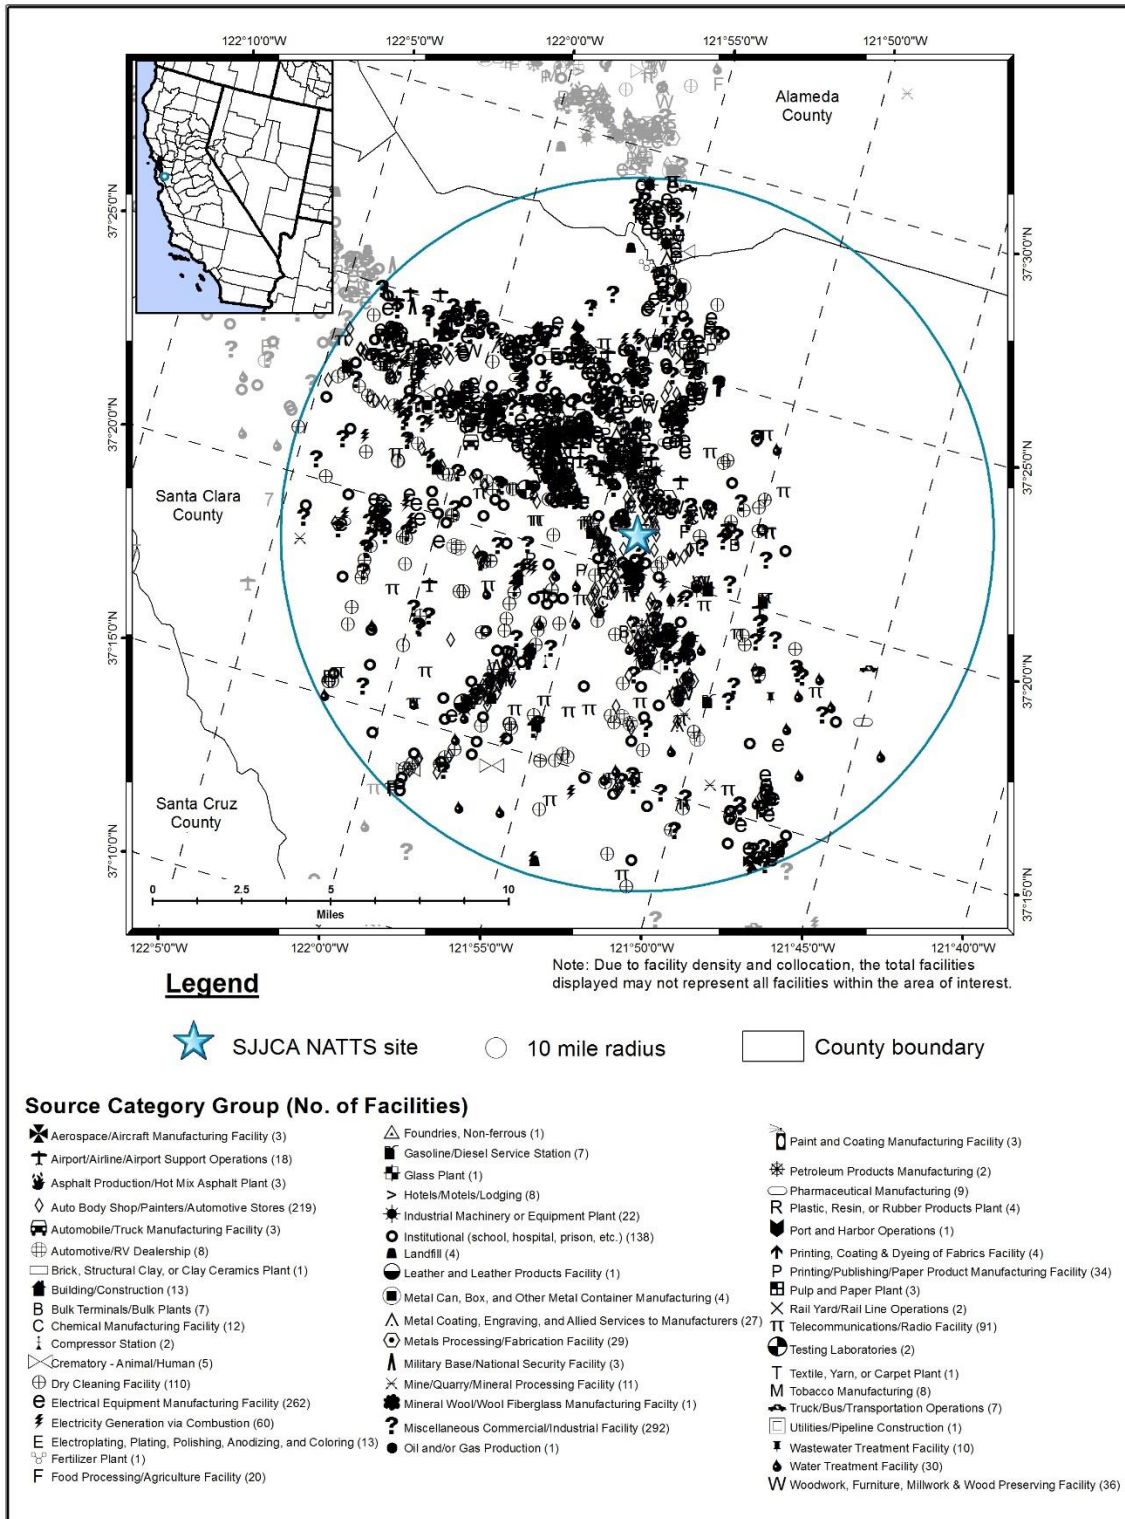 122°10'0"W 122°5'0"W 122°0'0"W 121°55'0"W 121°50'0"W
Alameda
County
37°25'0"N
37°30'0"N
37°20'0"N
37°25'0"N
Santa Clara
County
37°15'0"N
37°20'0"N
Santa Cruz
County
37°10'0"N
37°15'0"N
0 2.5 5 10
Miles
122°5'0"W 122°0'0"W 121°55'0"W 121°50'0"W 121°45'0"W 121°40'0"W
Legend
Note: Due to facility density and collocation, the total facilities
displayed may not represent all facilities within the area of interest.
SJJCA NATTS site 10 mile radius County boundary
Source Category Group (No. of Facilities)
Aerospace/Aircraft Manufacturing Facility (3)
Airport/Airline/Airport Support Operations (18)
Asphalt Production/Hot Mix Asphalt Plant (3)
Auto Body Shop/Painters/Automotive Stores (219)
Automobile/Truck Manufacturing Facility (3)
Automotive/RV Dealership (8)
Brick, Structural Clay, or Clay Ceramics Plant (1)
Building/Construction (13)
B Bulk Terminals/Bulk Plants (7)
C Chemical Manufacturing Facility (12)
Compressor Station (2)
Crematory - Animal/Human (5)
Dry Cleaning Facility (110)
e Electrical Equipment Manufacturing Facility (262)
Electricity Generation via Combustion (60)
E Electroplating, Plating, Polishing, Anodizing, and Coloring (13)
Fertilizer Plant (1)
F Food Processing/Agriculture Facility (20)
Foundries, Non-ferrous (1)
Gasoline/Diesel Service Station (7)
Glass Plant (1)
> Hotels/Motels/Lodging (8)
Industrial Machinery or Equipment Plant (22)
Institutional (school, hospital, prison, etc.) (138)
Landfill (4)
Leather and Leather Products Facility (1)
Metal Can, Box, and Other Metal Container Manufacturing (4)
Metal Coating, Engraving, and Allied Services to Manufacturers (27)
Metals Processing/Fabrication Facility (29)
Military Base/National Security Facility (3)
Mine/Quarry/Mineral Processing Facility (11)
Mineral Wool/Wool Fiberglass Manufacturing Facilty (1)
? Miscellaneous Commercial/Industrial Facility (292)
Oil and/or Gas Production (1)
Paint and Coating Manufacturing Facility (3)
Petroleum Products Manufacturing (2)
Pharmaceutical Manufacturing (9)
R Plastic, Resin, or Rubber Products Plant (4)
Port and Harbor Operations (1)
Printing, Coating & Dyeing of Fabrics Facility (4)
P Printing/Publishing/Paper Product Manufacturing Facility (34)
Pulp and Paper Plant (3)
Rail Yard/Rail Line Operations (2)
π Telecommunications/Radio Facility (91)
Testing Laboratories (2)
T Textile, Yarn, or Carpet Plant (1)
M Tobacco Manufacturing (8)
Truck/Bus/Transportation Operations (7)
Utilities/Pipeline Construction (1)
Wastewater Treatment Facility (10)
Water Treatment Facility (30)
W Woodwork, Furniture, Millwork & Wood Preserving Facility (36)